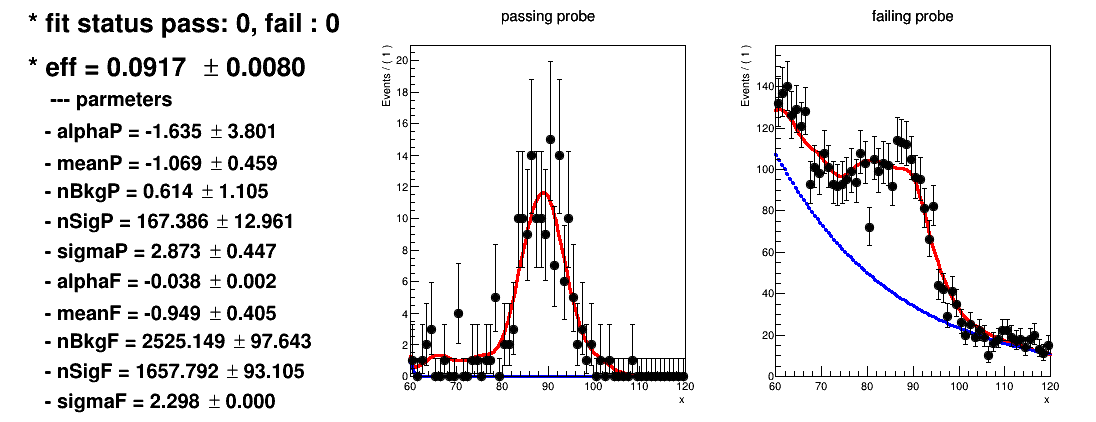 * fit status pass: 0, fail : 0
* eff = 0.0917 ± 0.0080
--- parmeters
- alphaP = -1.635 ± 3.801
- meanP = -1.069 ± 0.459
- nBkgP = 0.614 ± 1.105
- nSigP = 167.386 ± 12.961
- sigmaP = 2.873 ± 0.447
- alphaF = -0.038 ± 0.002
- meanF = -0.949 ± 0.405
- nBkgF = 2525.149 ± 97.643
- nSigF = 1657.792 ± 93.105
- sigmaF = 2.298 ± 0.000
passing probe
Events / ( 1 )
20
18
16
14
12
10
8
6
4
2
0
60 70 80 90 100 110 120
x
failing probe
Events / ( 1 )
140
120
100
80
60
40
20
0
60 70 80 90 100 110 120
x